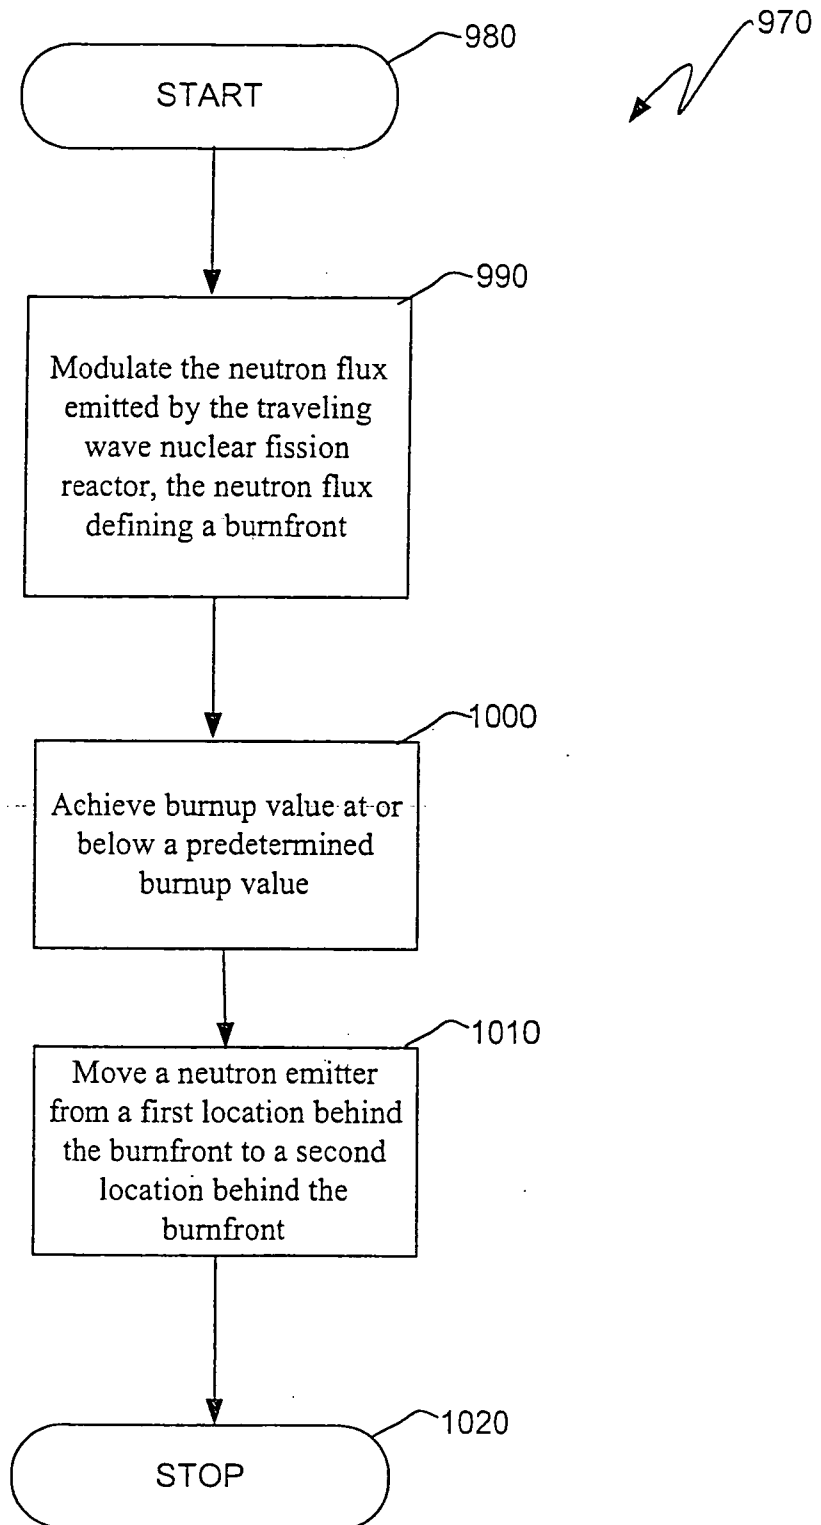 980
970
START
990
Modulate the neutron flux
emitted by the traveling
wave nuclear fission
reactor, the neutron flux
defining a burnfront
1000
Achieve burnup value at or
below a predetermined
burnup value
1010
Move a neutron emitter
from a first location behind
the burnfront to a second
location behind the
burnfront
1020
STOP